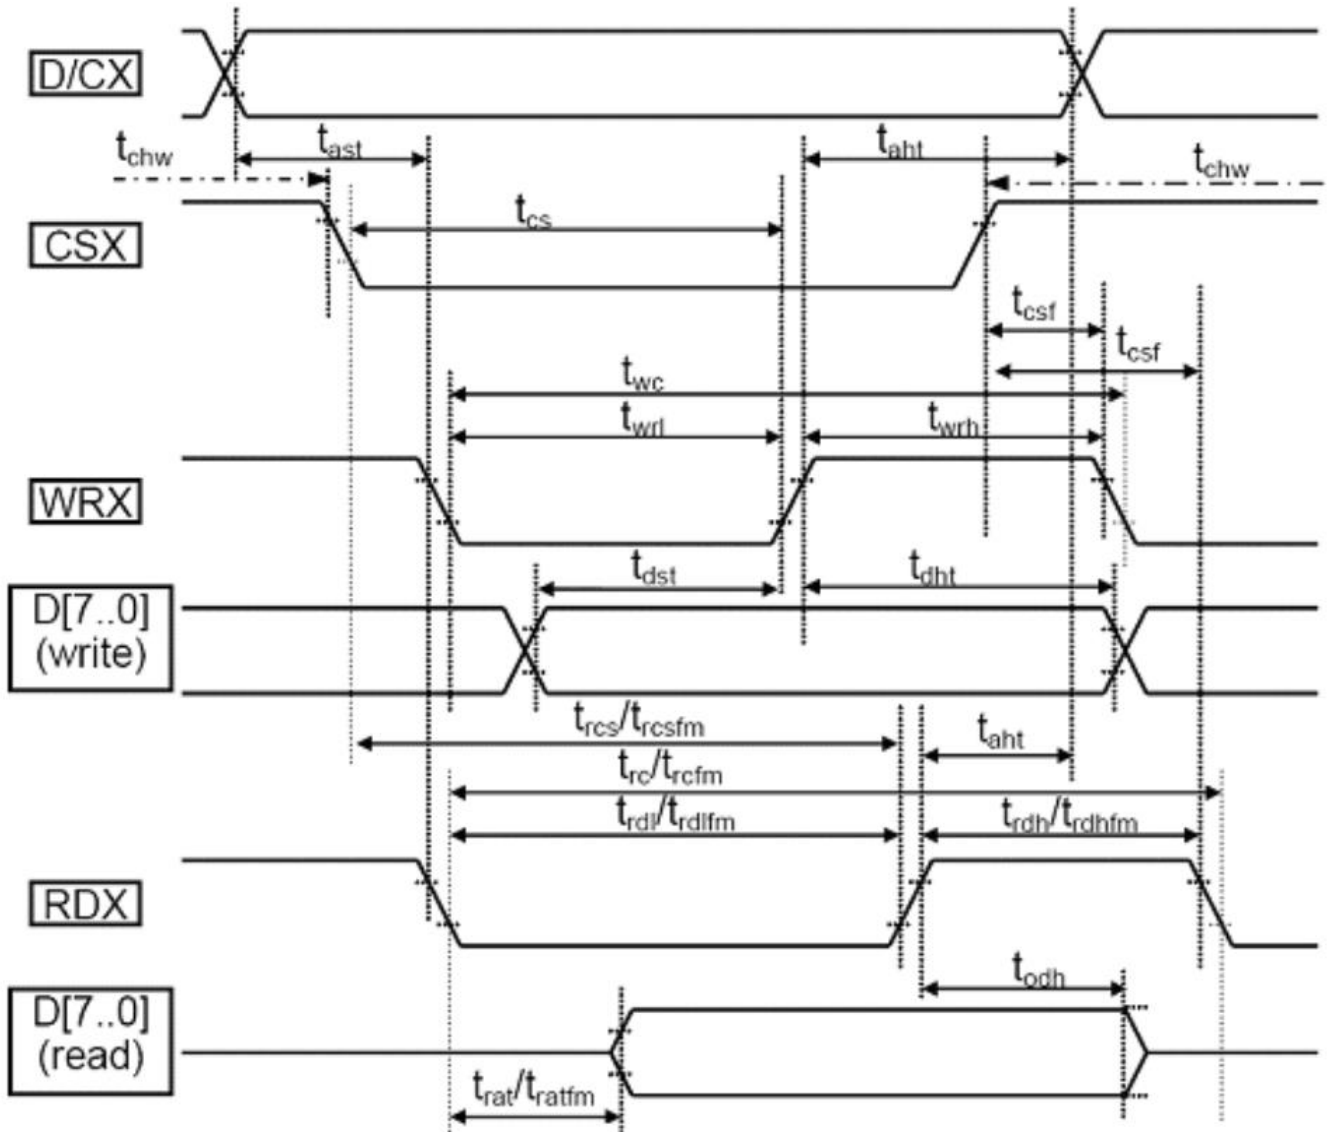 D/CX
tchw
tast
taht
tchw
tcs
CSX
tcsf
tcsf
twc
twrl
twrh
WRX
tdst
tdht
D[7..0]
(write)
trcs/trcsfm
taht
trc/trcfm
trdl/trdlfm
trdh/trdhfm
RDX
todh
D[7..0]
(read)
trat/tratfm